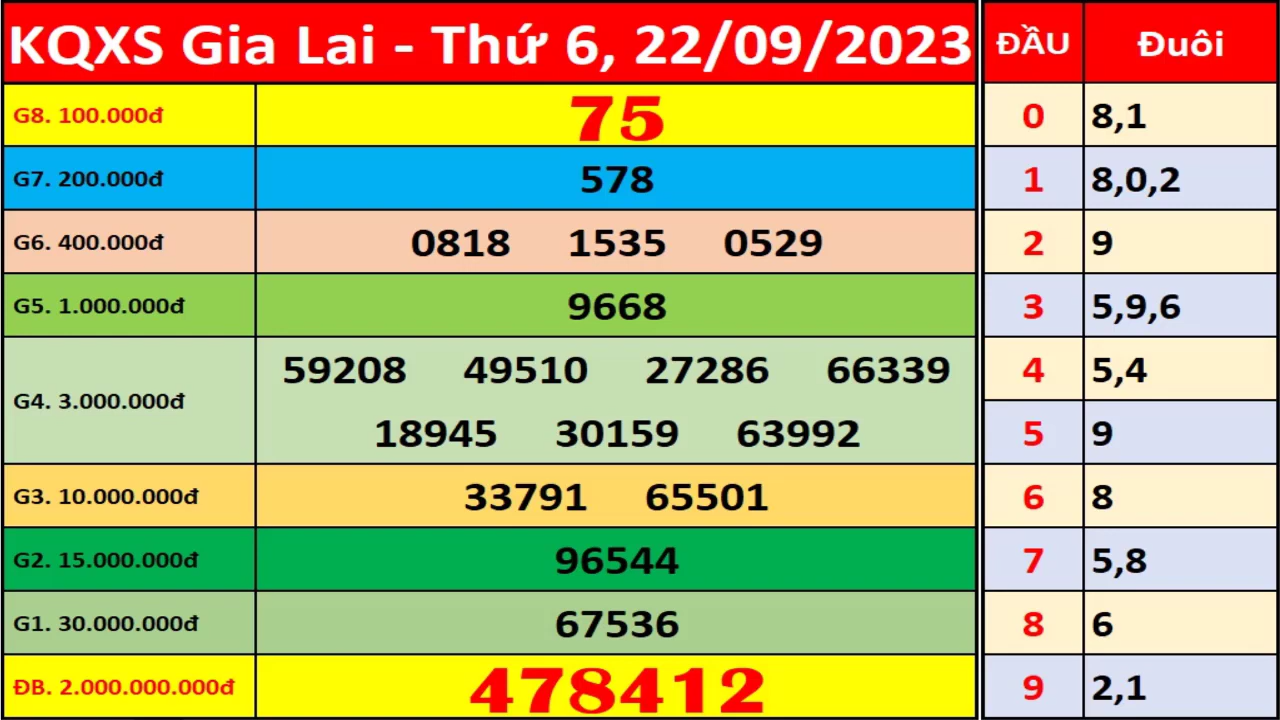 KQXS Gia Lai - Thứ 6, 22/09/2023 ĐẦU Đuôi
G8. 100.000đ 75 0 8,1
G7. 200.000đ 578 1 8,0,2
G6. 400.000đ 0818 1535 0529 2 9
G5. 1.000.000đ 9668 3 5,9,6
59208 49510 27286 66339 4 5,4
G4. 3.000.000đ
18945 30159 63992 5 9
G3. 10.000.000đ 33791 65501 6 8
G2. 15.000.000đ 96544 7 5,8
G1. 30.000.000đ 67536 8 6
ĐB. 2.000.000.000đ 478412 9 2,1